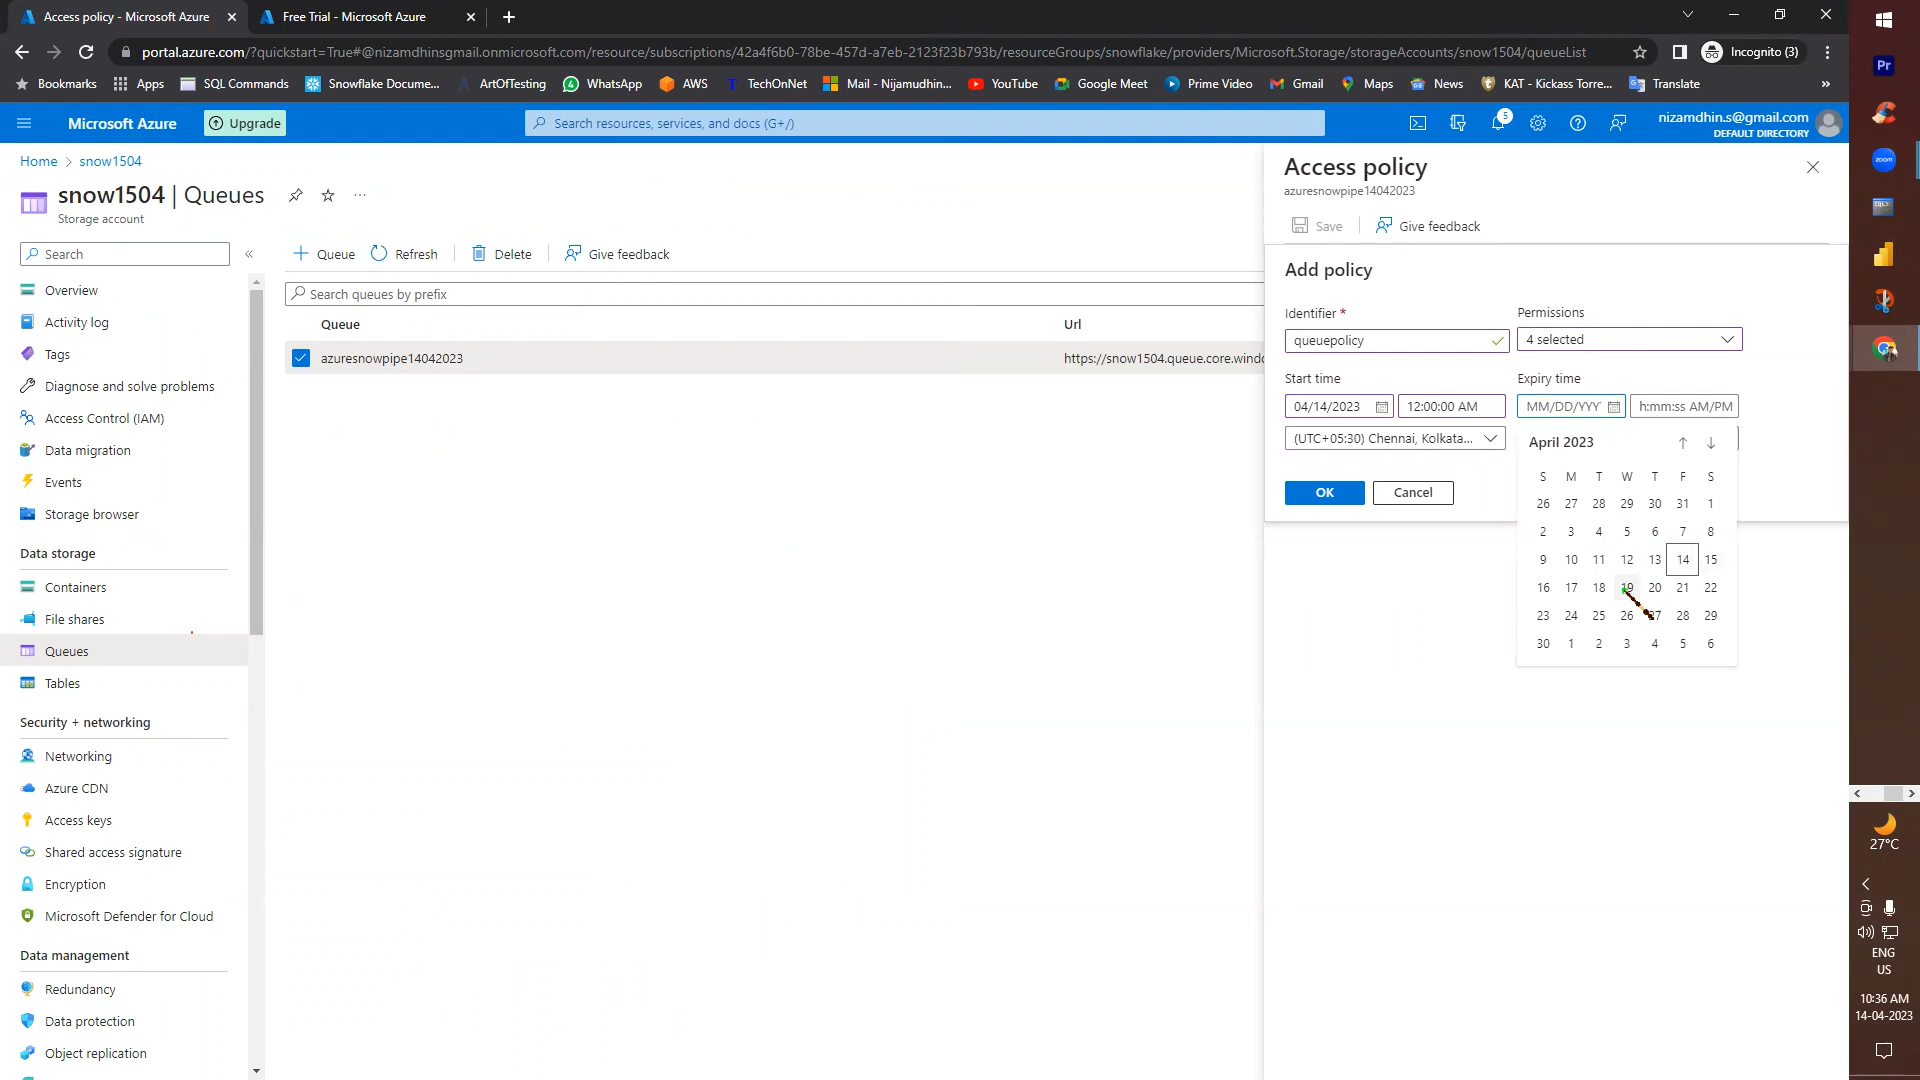 Access policy - Microsoft Azure
Free Trial - Microsoft Azure
portal.azure.com/?quickstart=True#@nizamdhinsgmail.onmicrosoft.com/resource/subscriptions/42a4f6b0-78be-457d-a7eb-2123f23b793b/resourceGroups/snowflake/providers/Microsoft.Storage/storageAccounts/snow1504/queueList
Incognito (3)
Bookmarks
Apps
SQL Commands
Snowflake Docume...
ArtOfTesting
WhatsApp
AWS
TechOnNet
Mail - Nijamudhin...
YouTube
Google Meet
Prime Video
Gmail
Maps
News
KAT - Kickass Torre...
Translate
Microsoft Azure
Upgrade
Search resources, services, and docs (G+/)
5
nizamdhin.s@gmail.com
DEFAULT DIRECTORY
Home > snow1504
snow1504 | Queues
Storage account
Search
Overview
Activity log
Tags
Diagnose and solve problems
Access Control (IAM)
Data migration
Events
Storage browser
Data storage
Containers
File shares
Queues
Tables
Security + networking
Networking
Azure CDN
Access keys
Shared access signature
Encryption
Microsoft Defender for Cloud
Data management
Redundancy
Data protection
Object replication
Queue
Refresh
Delete
Give feedback
Search queues by prefix
Queue Url
azuresnowpipe14042023 https://snow1504.queue.core.windo
Access policy
azuresnowpipe14042023
Save
Give feedback
Add policy
Identifier *
Permissions
queuepolicy
4 selected
Start time
Expiry time
04/14/2023
12:00:00 AM
MM/DD/YYY
h:mm:ss AM/PM
(UTC+05:30) Chennai, Kolkata...
OK
Cancel
April 2023
S M T W T F S
26 27 28 29 30 31 1
2 3 4 5 6 7 8
9 10 11 12 13 14 15
16 17 18 19 20 21 22
23 24 25 26 27 28 29
30 1 2 3 4 5 6
Pr
zoom
SQL
27°C
ENG
US
10:36 AM
14-04-2023